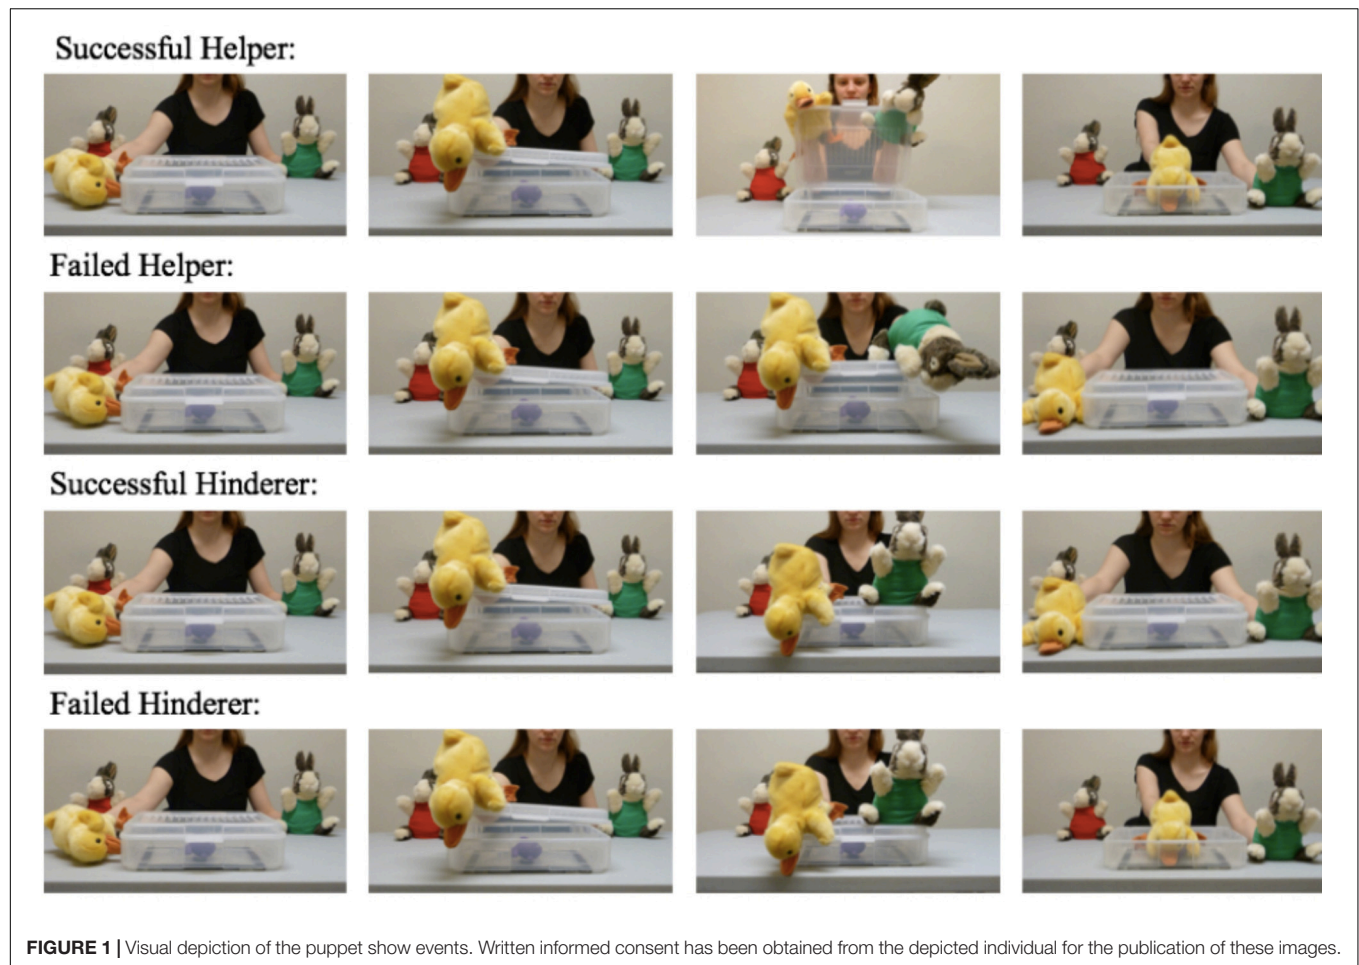 Successful Helper:
Failed Helper:
Successful Hinderer:
Failed Hinderer:
FIGURE 1 | Visual depiction of the puppet show events. Written informed consent has been obtained from the depicted individual for the publication of these images.